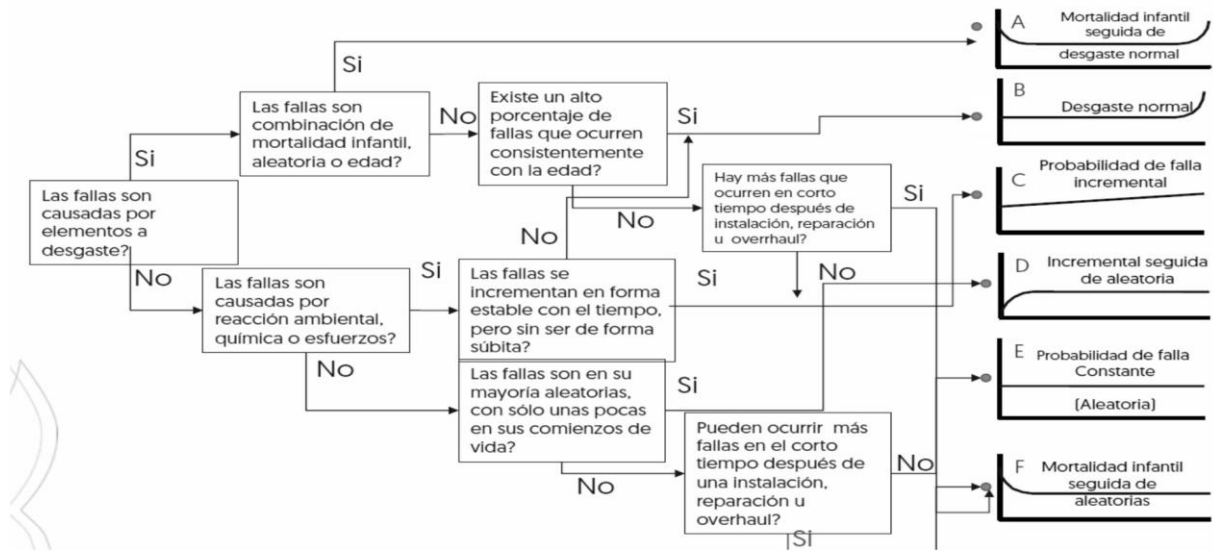 A
Mortalidad infantil
seguida de
desgaste normal
Si
Las fallas son
combinación de
mortalidad infantil,
aleatoria o edad?
No
Existe un alto
porcentaje de
fallas que ocurren
consistentemente
con la edad?
Si
B
Desgaste normal
Si
Las fallas son
causadas por
elementos a
desgaste?
No
Hay más fallas que
ocurren en corto
tiempo después de
instalación, reparación
u overrhaul?
Si
C
Probabilidad de falla
incremental
No
No
Las fallas son
causadas por
reacción ambiental,
química o esfuerzos?
Si
No
Las fallas se
incrementan en forma
estable con el tiempo,
pero sin ser de forma
súbita?
Si
No
D
Incremental seguida
de aleatoria
Las fallas son en su
mayoría aleatorias,
con sólo unas pocas
en sus comienzos de
vida?
Si
E
Probabilidad de falla
Constante
(Aleatoria)
No
Pueden ocurrir más
fallas en el corto
tiempo después de
una instalación,
reparación u
overhaul?
No
Si
F
Mortalidad infantil
seguida de
aleatorias